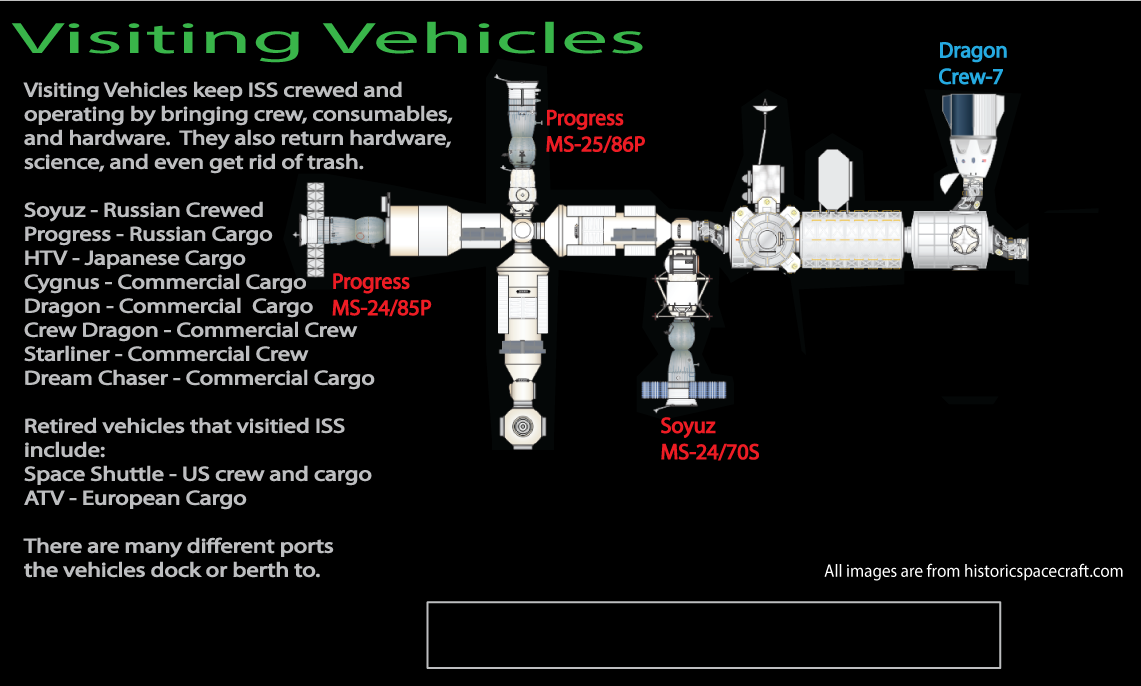 Visiting Vehicles
Visiting Vehicles keep ISS crewed and
operating by bringing crew, consumables,
and hardware.  They also return hardware,
science, and even get rid of trash.
Soyuz - Russian Crewed
Progress - Russian Cargo
HTV - Japanese Cargo
Cygnus - Commercial Cargo
Dragon - Commercial  Cargo
Crew Dragon - Commercial Crew
Starliner - Commercial Crew
Dream Chaser - Commercial Cargo
Retired vehicles that visitied ISS
include:
Space Shuttle - US crew and cargo
ATV - European Cargo
There are many different ports
the vehicles dock or berth to.
Progress
MS-25/86P
Dragon
Crew-7
Progress
MS-24/85P
Soyuz
MS-24/70S
All images are from historicspacecraft.com